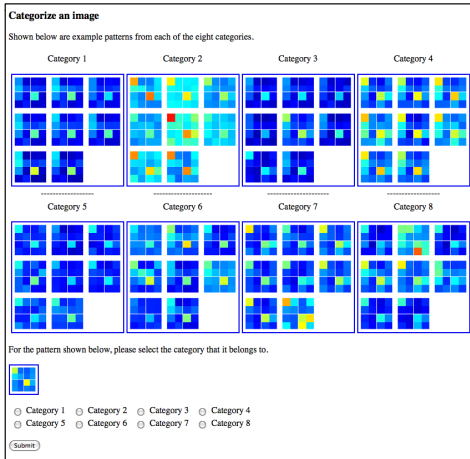 Categorize an image
Shown below are example patterns from each of the eight categories.
Category 1 Category 2 Category 3 Category 4
Category 5 Category 6 Category 7 Category 8
For the pattern shown below, please select the category that it belongs to.
Category 1 Category 2 Category 3 Category 4
Category 5 Category 6 Category 7 Category 8
Submit